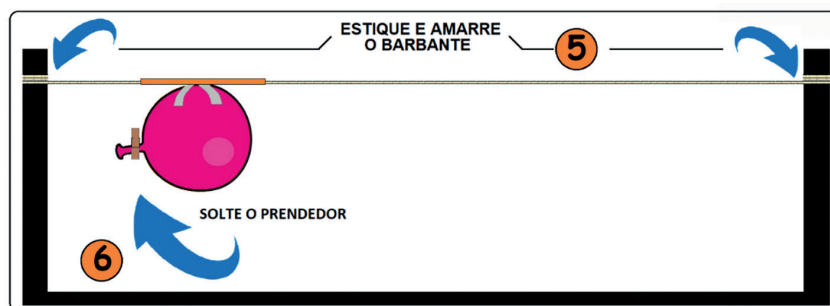 ESTIQUE E AMARRE
O BARBANTE
5
SOLTE O PRENDEDOR
6